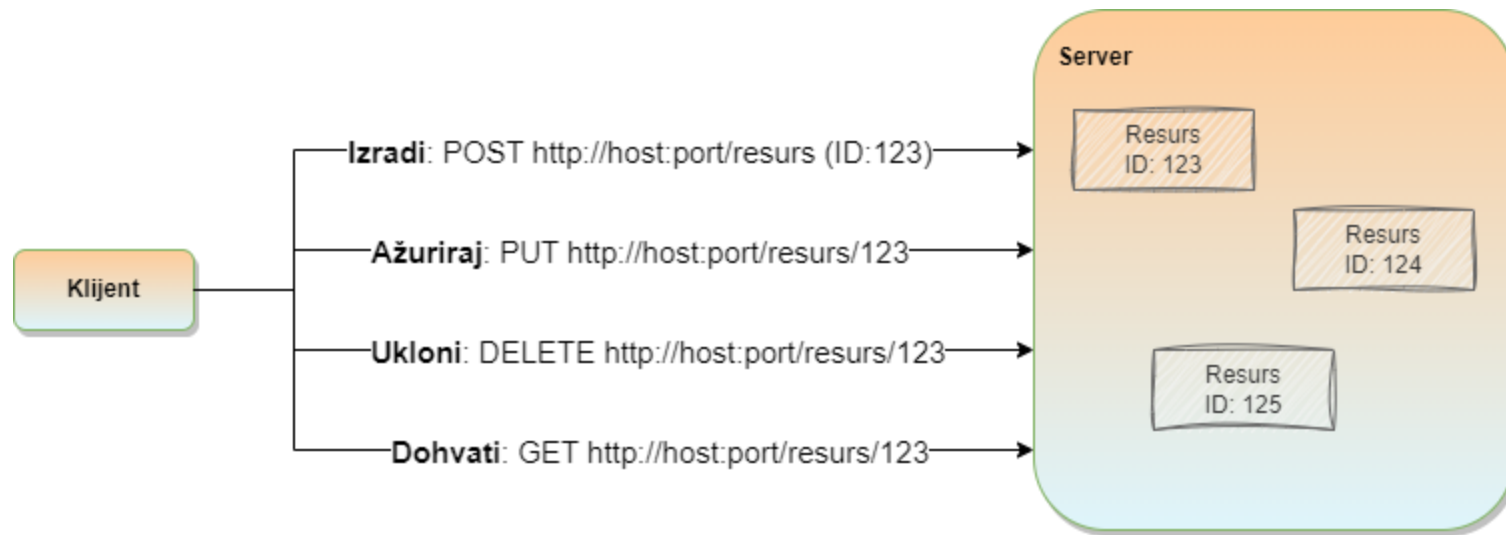 Server
Izradi: POST http://host:port/resurs (ID:123)
Resurs
ID: 123
Ažuriraj: PUT http://host:port/resurs/123
Resurs
ID: 124
Klijent
Ukloni: DELETE http://host:port/resurs/123
Resurs
ID: 125
Dohvati: GET http://host:port/resurs/123